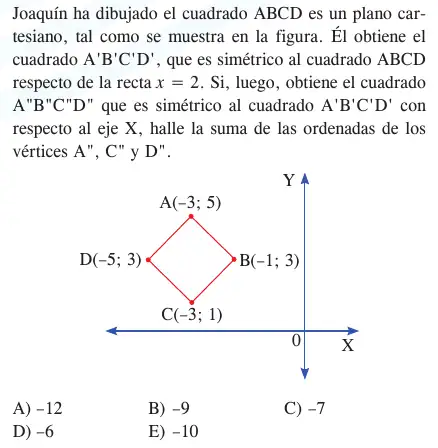 Joaquín ha dibujado el cuadrado ABCD es un plano car-
tesiano, tal como se muestra en la figura. Él obtiene el
cuadrado A'B'C'D', que es simétrico al cuadrado ABCD
respecto de la recta x = 2. Si, luego, obtiene el cuadrado
A"B"C"D" que es simétrico al cuadrado A'B'C'D' con
respecto al eje X, halle la suma de las ordenadas de los
vértices A", C" y D".
Y
A(–3; 5)
D(–5; 3)
B(–1; 3)
C(–3; 1)
0
X
A) –12 B) –9 C) –7
D) –6 E) –10